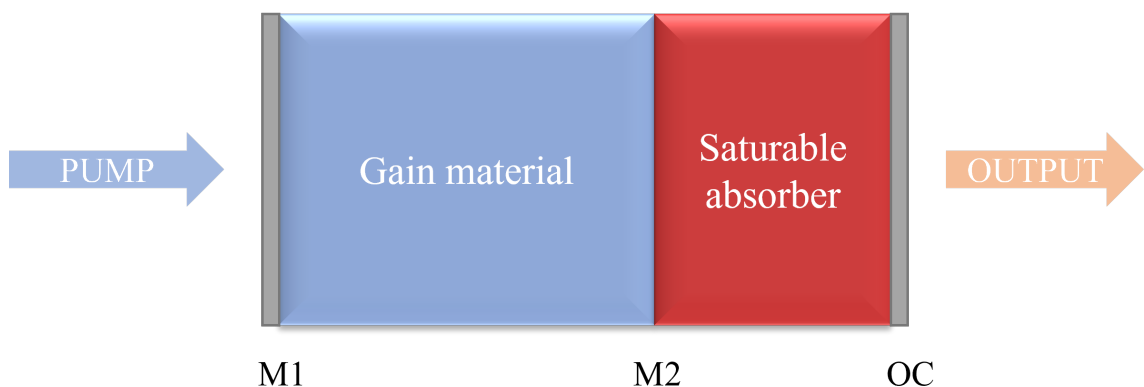 PUMP
Gain material
Saturable
absorber
OUTPUT
M1
M2
OC